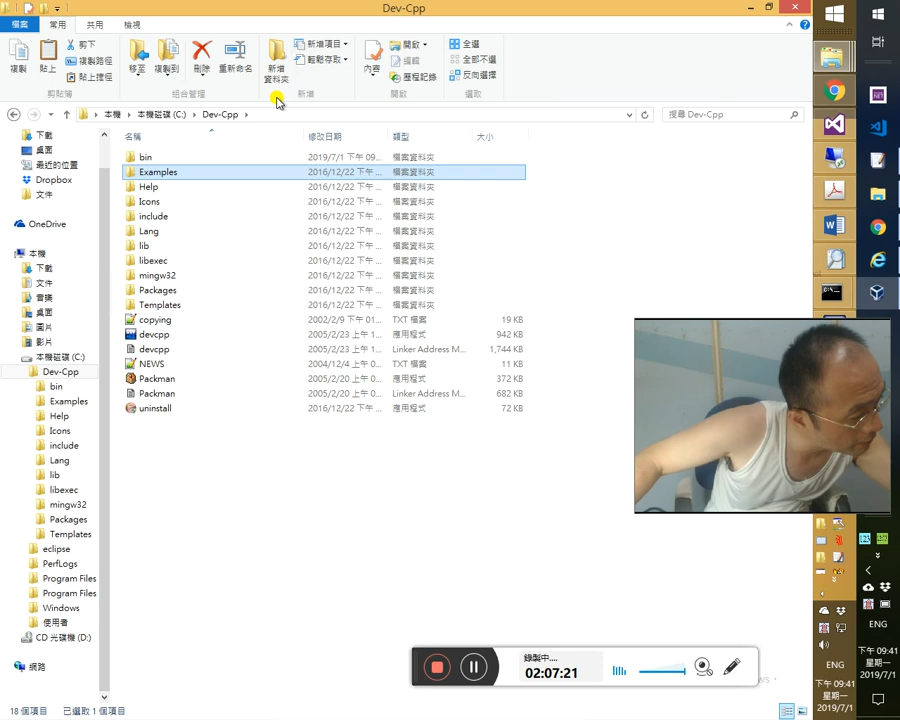 Dev-Cpp
檔案 常用 共用 檢視
複製 貼上 剪下 複製路徑 貼上捷徑 移至 複製到 刪除 重新命名 新增資料夾 新增項目 輕鬆存取 內容 開啟 編輯 歷程記錄 全選 全部不選 反向選擇
剪貼簿 組合管理 新增 開啟 選取
本機 本機磁碟 (C:) Dev-Cpp 搜尋 Dev-Cpp
名稱 修改日期 類型 大小
bin 2019/7/1 下午 09... 檔案資料夾
Examples 2016/12/22 下午 ... 檔案資料夾
Help 2016/12/22 下午 ... 檔案資料夾
Icons 2016/12/22 下午 ... 檔案資料夾
include 2016/12/22 下午 ... 檔案資料夾
Lang 2016/12/22 下午 ... 檔案資料夾
lib 2016/12/22 下午 ... 檔案資料夾
libexec 2016/12/22 下午 ... 檔案資料夾
mingw32 2016/12/22 下午 ... 檔案資料夾
Packages 2016/12/22 下午 ... 檔案資料夾
Templates 2016/12/22 下午 ... 檔案資料夾
copying 2002/2/9 下午 01... TXT 檔案 19 KB
devcpp 2005/2/23 上午 1... 應用程式 942 KB
devcpp 2005/2/23 上午 1... Linker Address M... 1,744 KB
NEWS 2004/12/4 上午 ... TXT 檔案 11 KB
Packman 2005/2/20 上午 0... 應用程式 372 KB
Packman 2005/2/20 上午 0... Linker Address M... 682 KB
uninstall 2016/12/22 下午 ... 應用程式 72 KB
下載
桌面
最近的位置
Dropbox
文件
OneDrive
本機
下載
文件
音樂
桌面
圖片
影片
本機磁碟 (C:)
Dev-Cpp
bin
Examples
Help
Icons
include
Lang
lib
libexec
mingw32
Packages
Templates
eclipse
PerfLogs
Program Files
Program Files
Windows
使用者
CD 光碟機 (D:)
網路
18 個項目 已選取 1 個項目
錄製中....
02:07:21
ENG
下午 09:41
星期一
2019/7/1
ENG
下午 09:41
星期一
2019/7/1